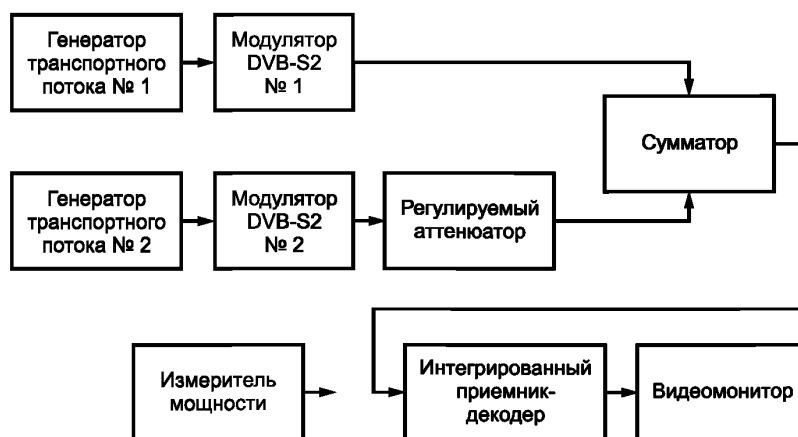 Генератор
транспортного
потока № 1
Модулятор
DVB-S2
№ 1
Сумматор
Генератор
транспортного
потока № 2
Модулятор
DVB-S2
№ 2
Регулируемый
аттенюатор
Измеритель
мощности
Интегрированный
приемник-
декодер
Видеомонитор